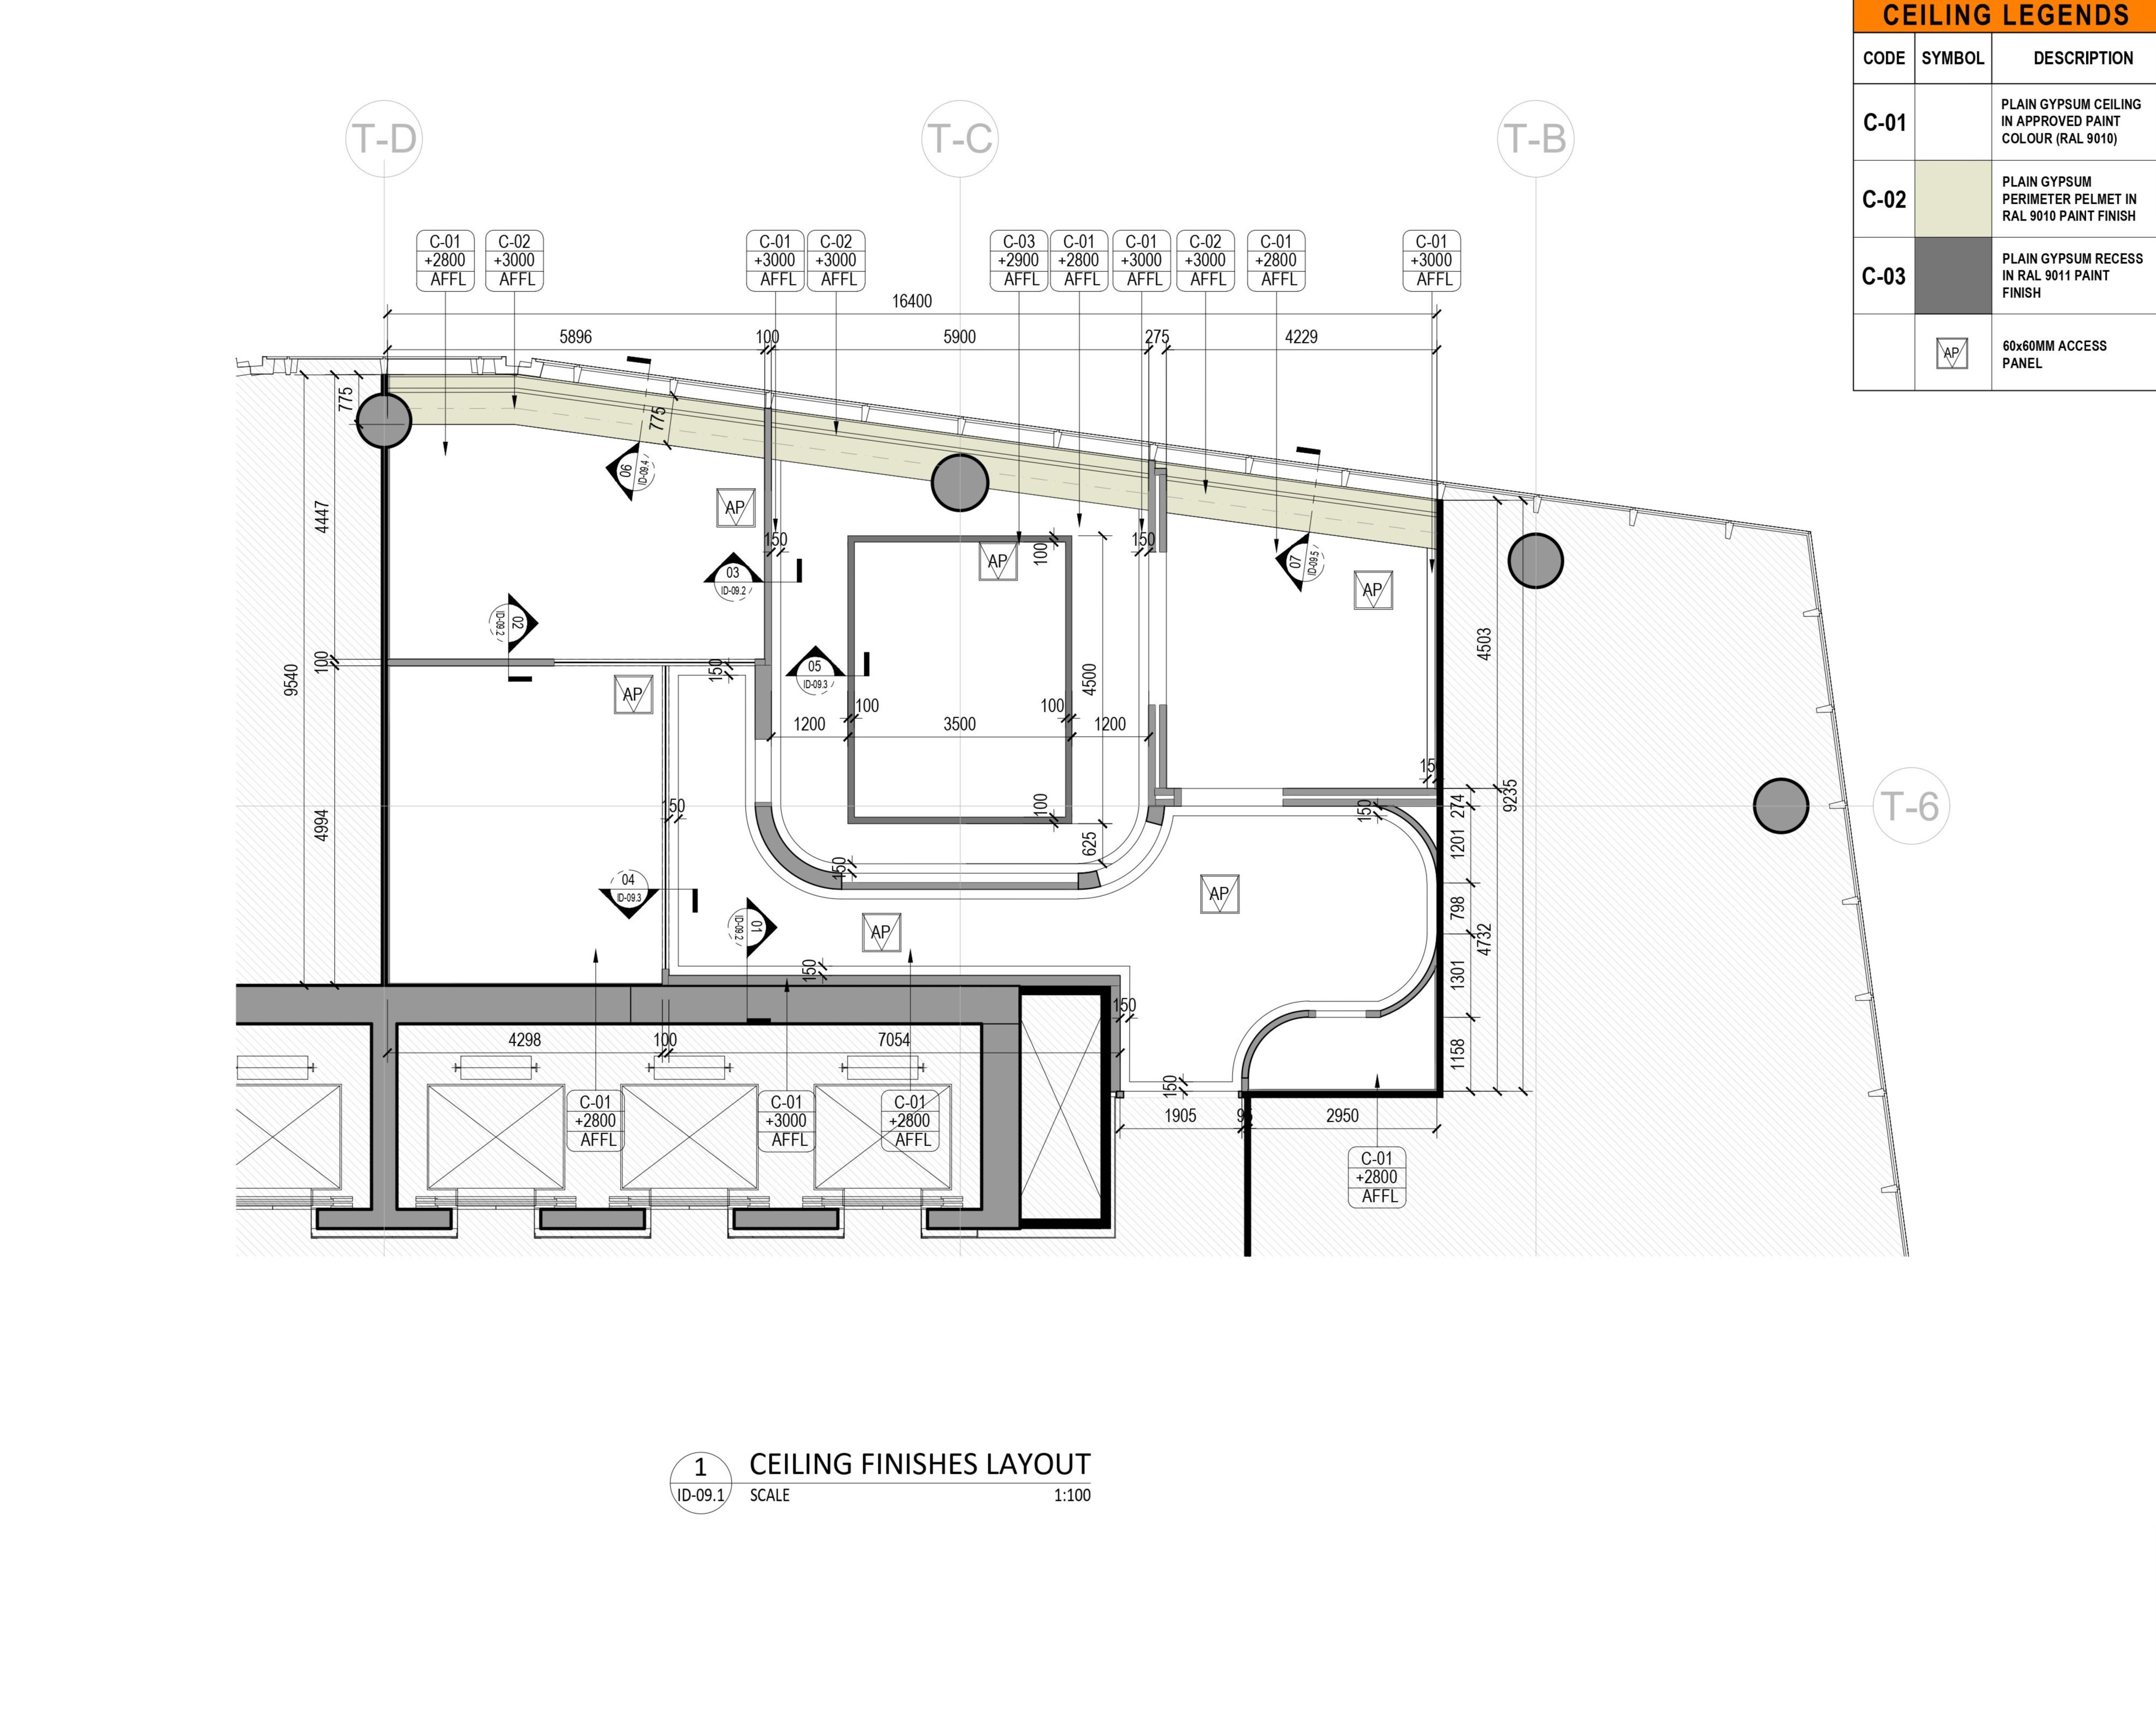 CEILING LEGENDS
CODE SYMBOL DESCRIPTION
C-01
PLAIN GYPSUM CEILING
IN APPROVED PAINT
COLOUR (RAL 9010)
C-02
PLAIN GYPSUM
PERIMETER PELMET IN
RAL 9010 PAINT FINISH
C-03
PLAIN GYPSUM RECESS
IN RAL 9011 PAINT
FINISH
AP
60x60MM ACCESS
PANEL
T-D T-C T-B
C-01 C-02 C-01 C-02 C-03 C-01 C-01 C-02 C-01 C-01
+2800 +3000 +3000 +3000 +2900 +2800 +3000 +3000 +2800 +3000
AFFL AFFL AFFL AFFL AFFL AFFL AFFL AFFL AFFL AFFL
16400
5896 100 5900 275 4229
775
775
06
ID-09.4
4447
AP
150
150
100
AP
07
ID-09.5
AP
03
ID-09.2
02
ID-09.2
4503
100
150
05
ID-09.3
9540
AP
4500
100
100
1200 3500 1200
15
150
100
150
274
9235
T-6
4994
625
1201
150
04
ID-09.3
AP
798
01
ID-09.2
AP
4732
150
1301
150
4298 100 7054
1158
150
C-01 C-01 C-01
+2800 +3000 +2800
AFFL AFFL AFFL
1905 2950
C-01
+2800
AFFL
1
ID-09.1
CEILING FINISHES LAYOUT
SCALE 1:100